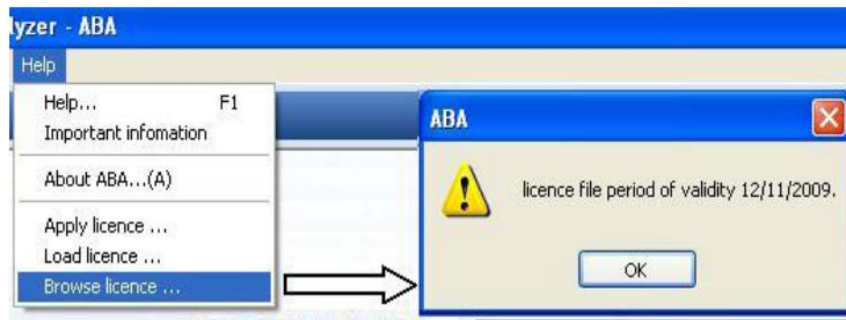 lyzer - ABA
Help
Help... F1
Important infomation
About ABA...(A)
Apply licence ...
Load licence ...
Browse licence ...
ABA
licence file period of validity 12/11/2009.
OK